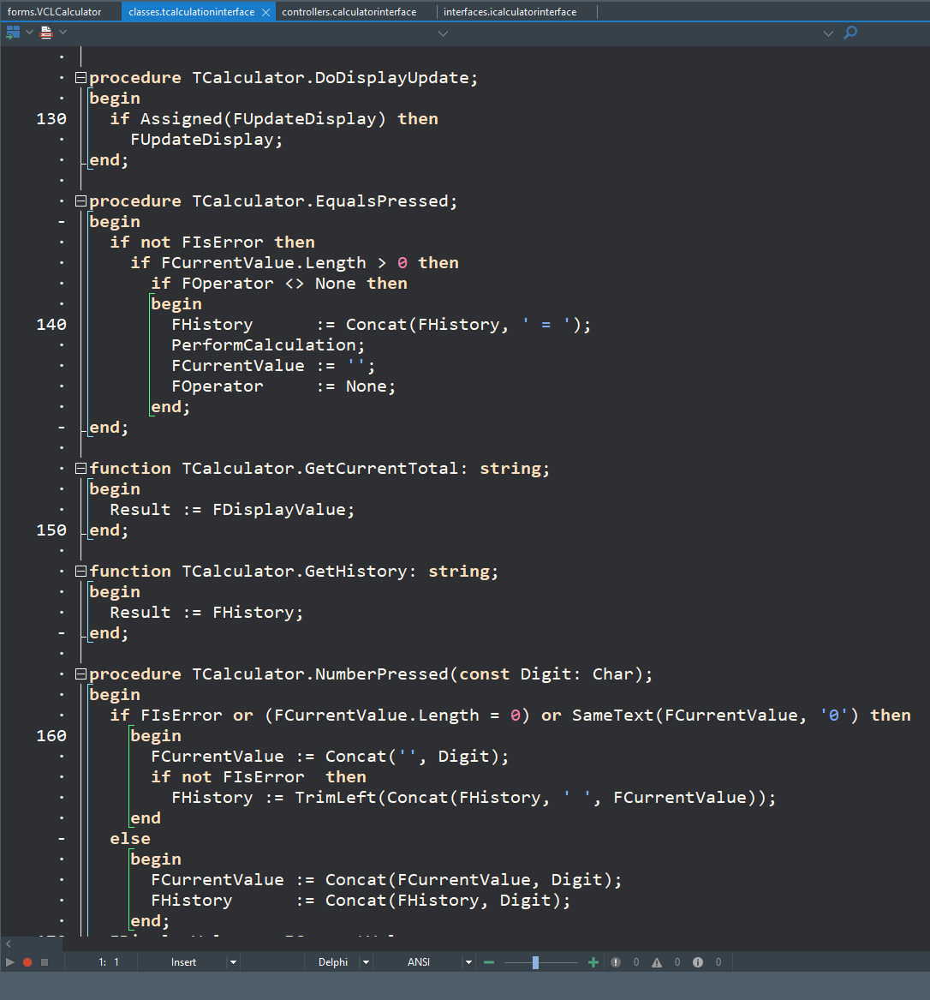 forms.VCLCalculator classes.tcalculationinterface controllers.calculatorinterface interfaces.icalculatorinterface
procedure TCalculator.DoDisplayUpdate;
begin
130 if Assigned(FUpdateDisplay) then
FUpdateDisplay;
end;
procedure TCalculator.EqualsPressed;
begin
if not FIsError then
if FCurrentValue.Length > 0 then
if FOperator <> None then
begin
140 FHistory := Concat(FHistory, ' = ');
PerformCalculation;
FCurrentValue := '';
FOperator := None;
end;
end;
function TCalculator.GetCurrentTotal: string;
begin
Result := FDisplayValue;
150 end;
function TCalculator.GetHistory: string;
begin
Result := FHistory;
end;
procedure TCalculator.NumberPressed(const Digit: Char);
begin
if FIsError or (FCurrentValue.Length = 0) or SameText(FCurrentValue, '0') then
160 begin
FCurrentValue := Concat('', Digit);
if not FIsError then
FHistory := TrimLeft(Concat(FHistory, ' ', FCurrentValue));
end
else
begin
FCurrentValue := Concat(FCurrentValue, Digit);
FHistory := Concat(FHistory, Digit);
end;
1: 1 Insert Delphi ANSI 0 0 0